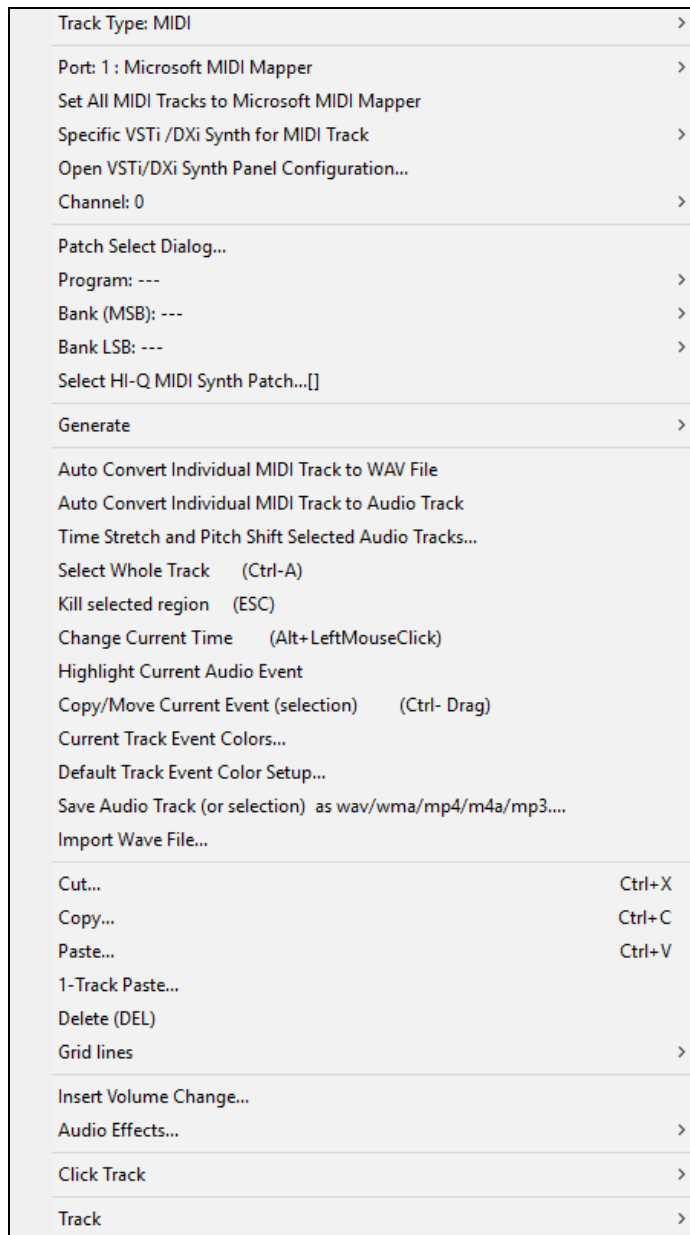 Track Type: MIDI >
Port: 1 : Microsoft MIDI Mapper >
Set All MIDI Tracks to Microsoft MIDI Mapper
Specific VSTi /DXi Synth for MIDI Track >
Open VSTi/DXi Synth Panel Configuration...
Channel: 0 >
Patch Select Dialog...
Program: --- >
Bank (MSB): --- >
Bank LSB: --- >
Select HI-Q MIDI Synth Patch...[]
Generate >
Auto Convert Individual MIDI Track to WAV File
Auto Convert Individual MIDI Track to Audio Track
Time Stretch and Pitch Shift Selected Audio Tracks...
Select Whole Track (Ctrl-A)
Kill selected region (ESC)
Change Current Time (Alt+LeftMouseClick)
Highlight Current Audio Event
Copy/Move Current Event (selection) (Ctrl- Drag)
Current Track Event Colors...
Default Track Event Color Setup...
Save Audio Track (or selection) as wav/wma/mp4/m4a/mp3....
Import Wave File...
Cut... Ctrl+X
Copy... Ctrl+C
Paste... Ctrl+V
1-Track Paste...
Delete (DEL)
Grid lines >
Insert Volume Change...
Audio Effects... >
Click Track >
Track >